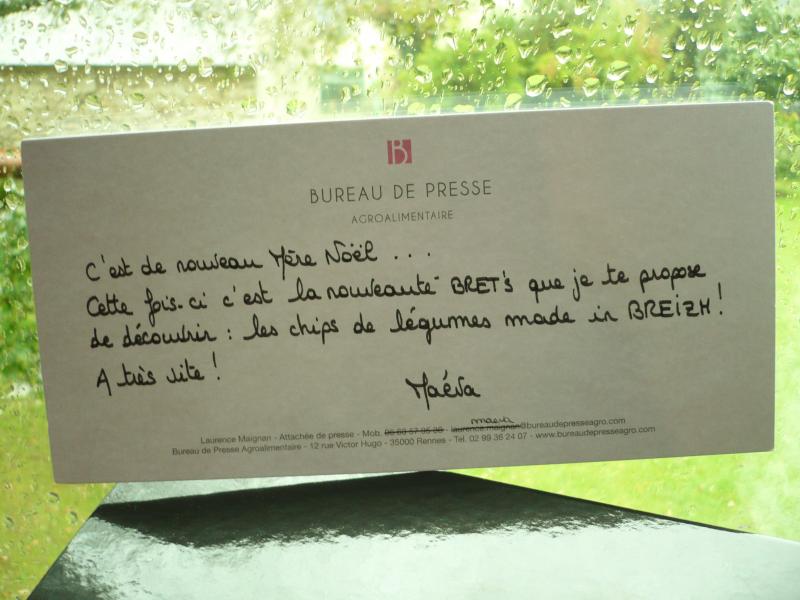 B
BUREAU DE PRESSE
AGROALIMENTAIRE
C'est de nouveau Mère Noël ...
Cette fois-ci c'est la nouveauté BRET'S que je te propose
de découvrir : les chips de légumes made in BREIZH !
A très vite !
Maéva
maeva
Laurence Maignan - Attachée de presse - Mob. 06 68 57 95 88 - laurence.maignan@bureaudepresseagro.com
Bureau de Presse Agroalimentaire - 12 rue Victor Hugo - 35000 Rennes - Tel. 02 99 36 24 07 - www.bureaudepresseagro.com